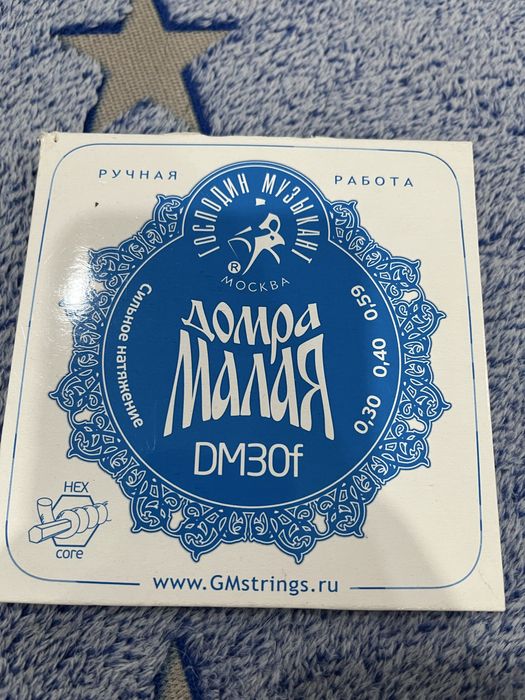 РУЧНАЯ РАБОТА
ГОСПОДИН МУЗЫКАНТ
®
МОСКВА
Сильное натяжение
0,30 0,40 0,59
Домра
Малая
DM30f
HEX
core
www.GMstrings.ru